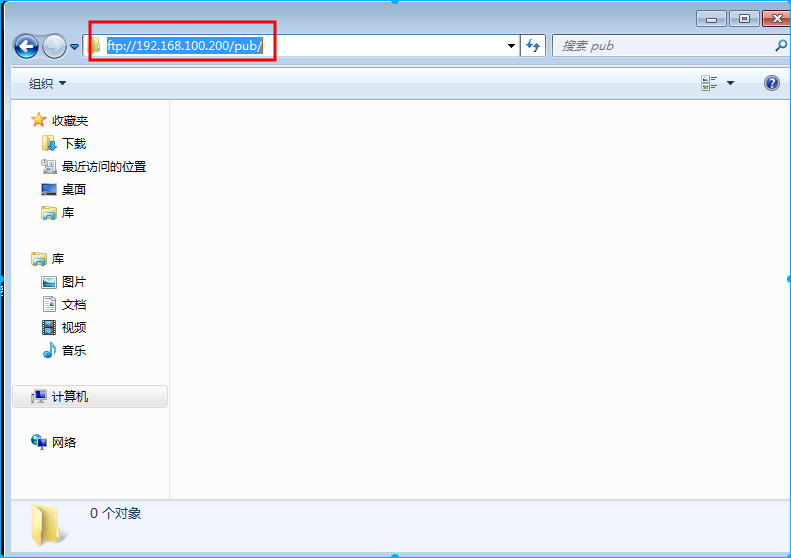 ftp://192.168.100.200/pub/
搜索 pub
组织
收藏夹
下载
最近访问的位置
桌面
库
库
图片
文档
视频
音乐
计算机
网络
0 个对象